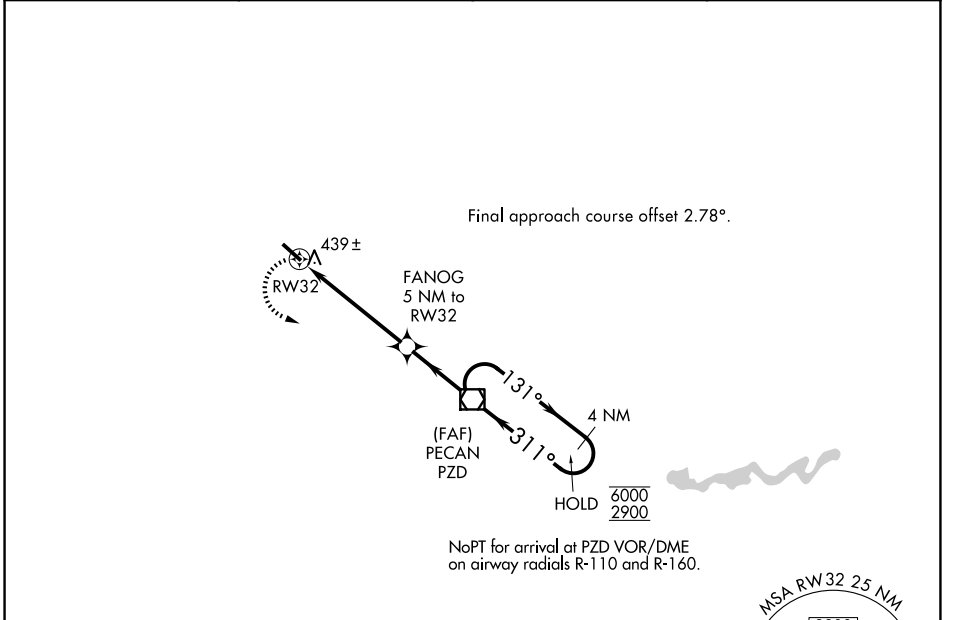 Final approach course offset 2.78°.
439±
RW32
FANOG
5 NM to
RW32
131°
4 NM
(FAF)
PECAN
PZD
311°
HOLD
6000
2900
NoPT for arrival at PZD VOR/DME
on airway radials R-110 and R-160.
MSA RW32 25 NM